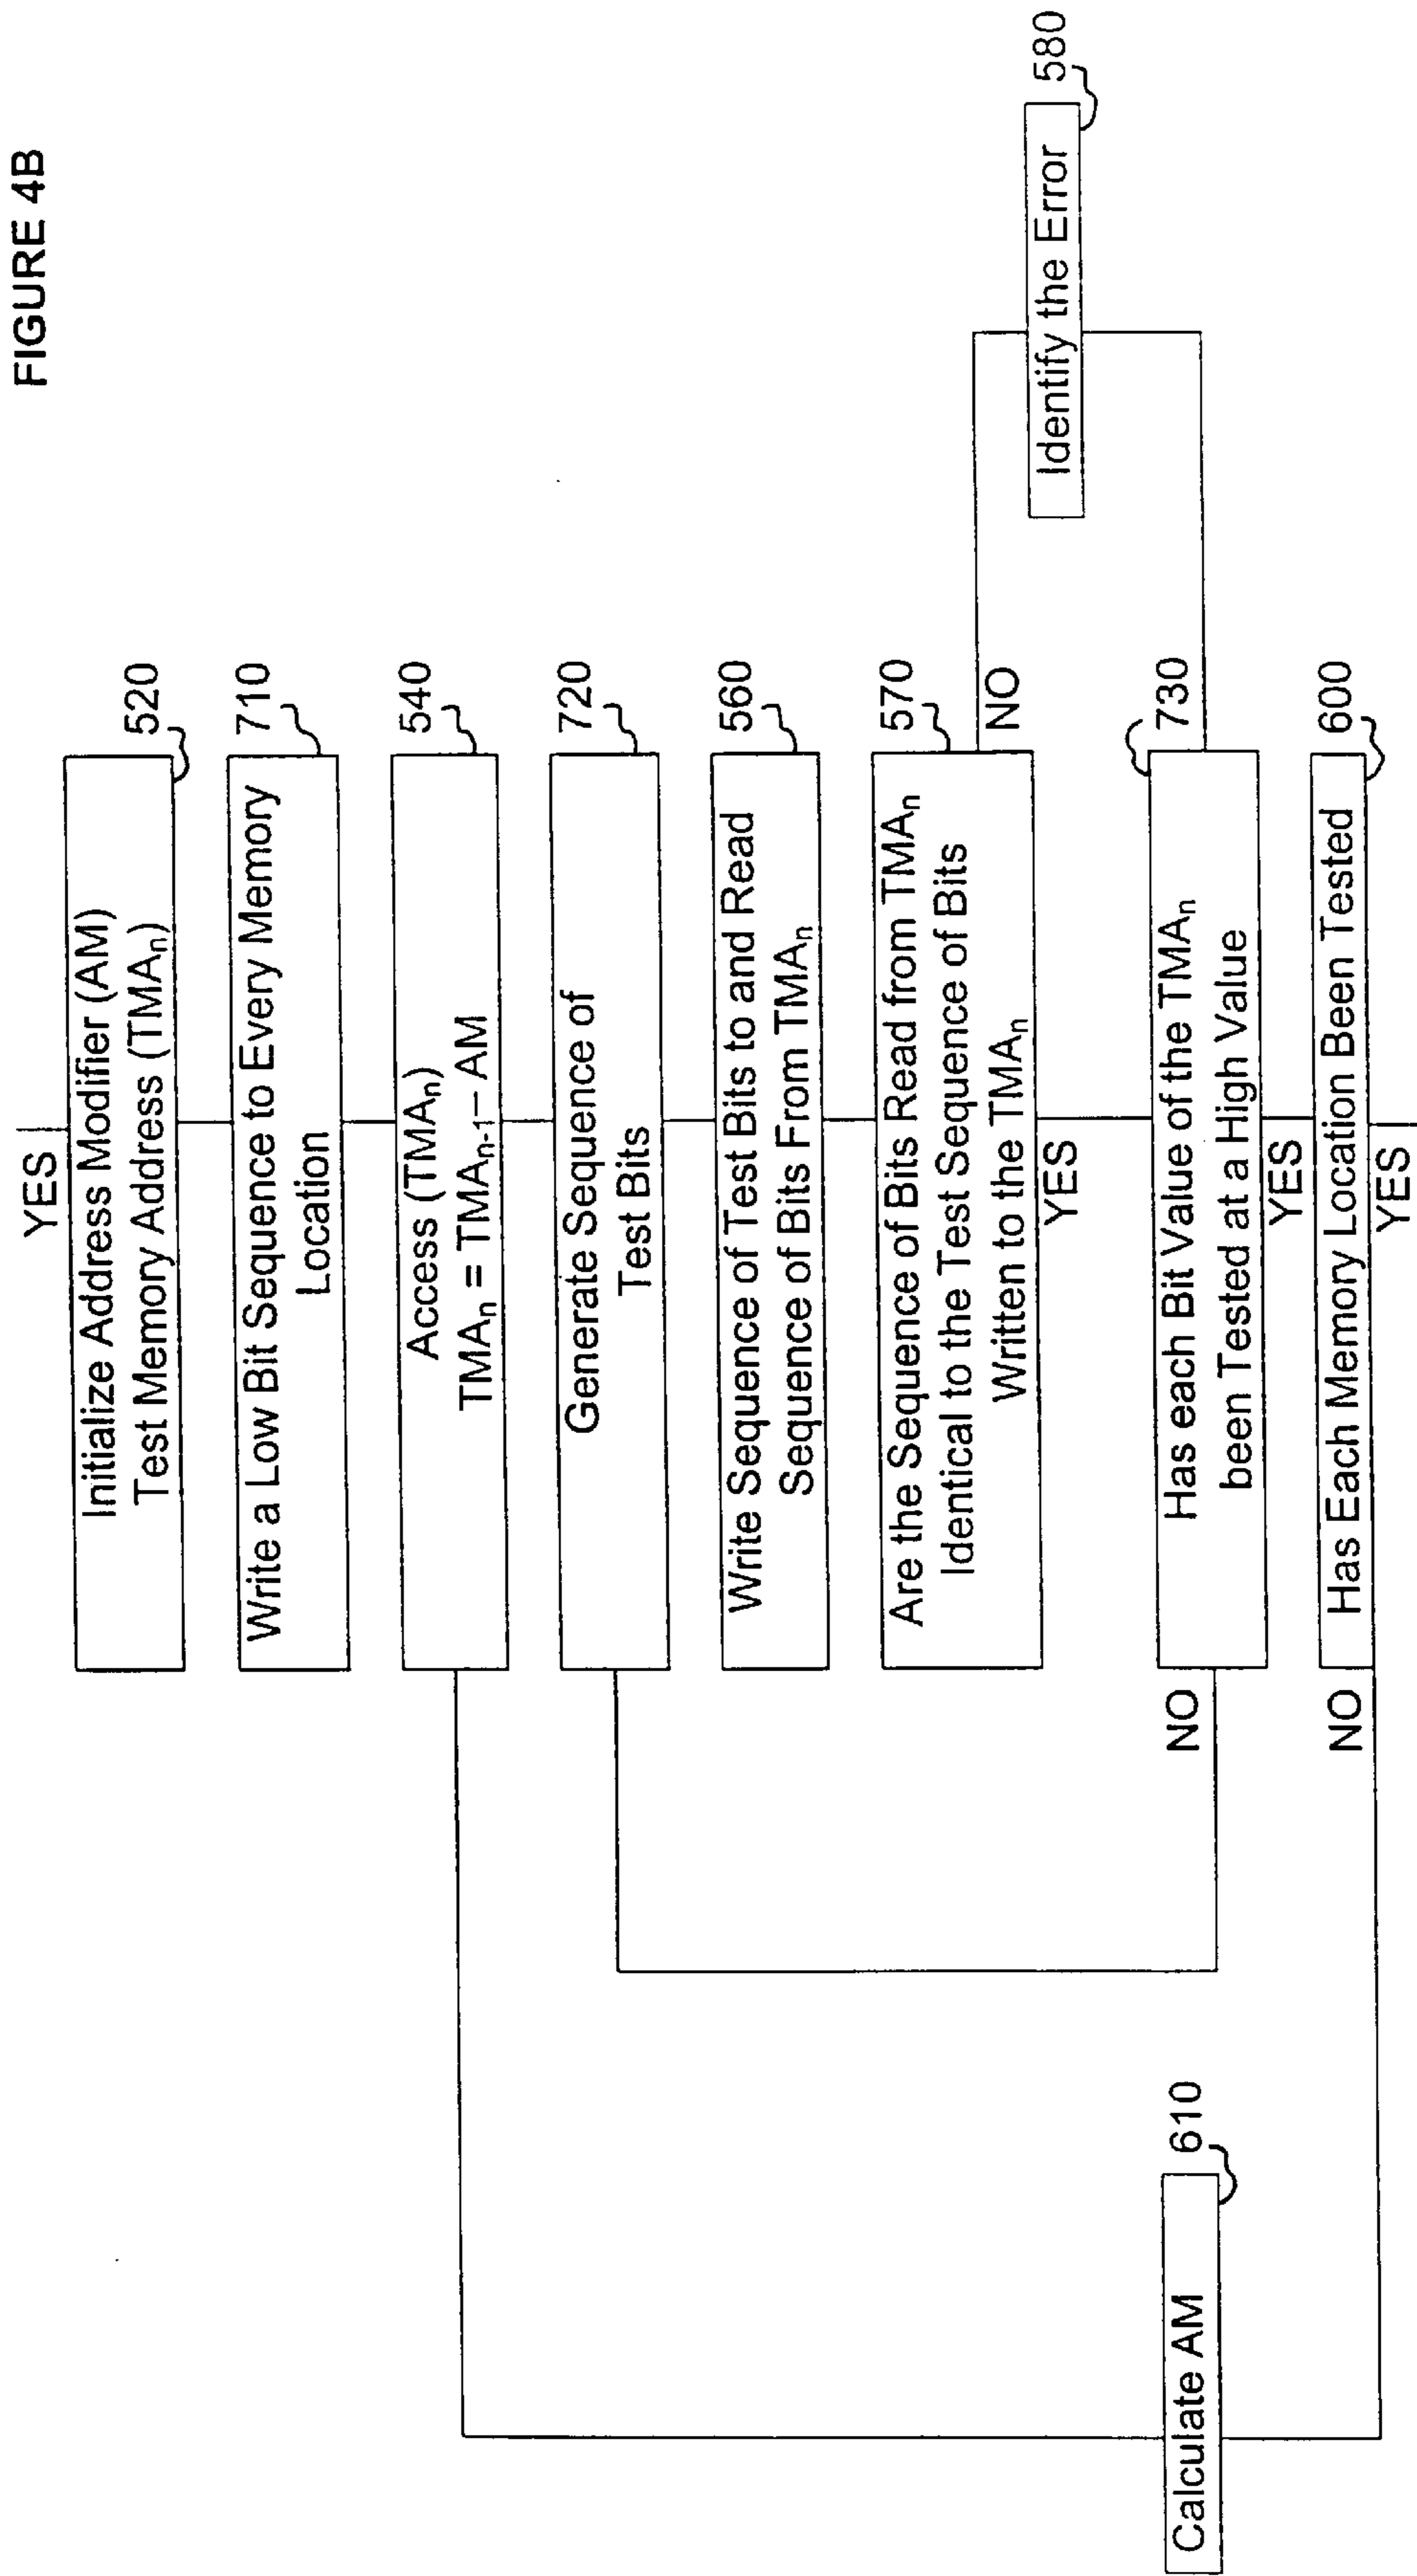 FIGURE 4B
YES
Initialize Address Modifier (AM)
Test Memory Address (TMAn)
520
Write a Low Bit Sequence to Every Memory
Location
710
Access (TMAn)
TMAn = TMAn-1 – AM
540
Generate Sequence of
Test Bits
720
Write Sequence of Test Bits to and Read
Sequence of Bits From TMAn
560
Are the Sequence of Bits Read from TMAn
Identical to the Test Sequence of Bits
Written to the TMAn
570
NO
YES
Identify the Error
580
Has each Bit Value of the TMAn
been Tested at a High Value
730
NO
YES
Has Each Memory Location Been Tested
600
NO
YES
Calculate AM
610